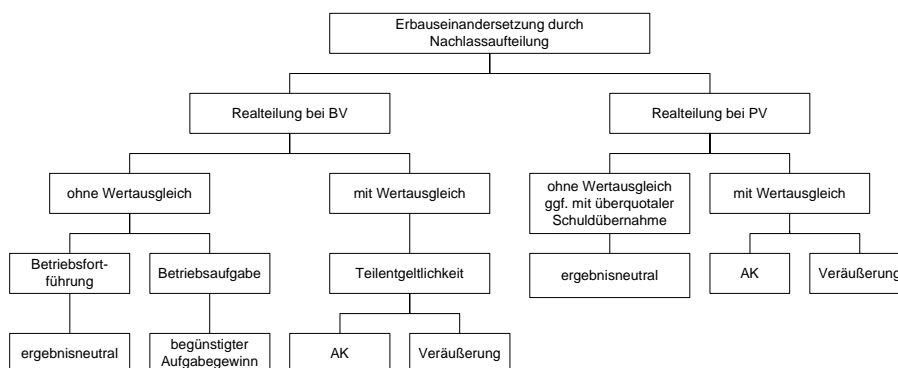 Erbauseinandersetzung durch
Nachlassaufteilung
Realteilung bei BV
Realteilung bei PV
ohne Wertausgleich
mit Wertausgleich
ohne Wertausgleich
ggf. mit überquotaler
Schuldübernahme
mit Wertausgleich
Betriebsfort-
führung
Betriebsaufgabe
Teilentgeltlichkeit
ergebnisneutral
AK
Veräußerung
ergebnisneutral
begünstigter
Aufgabegewinn
AK
Veräußerung